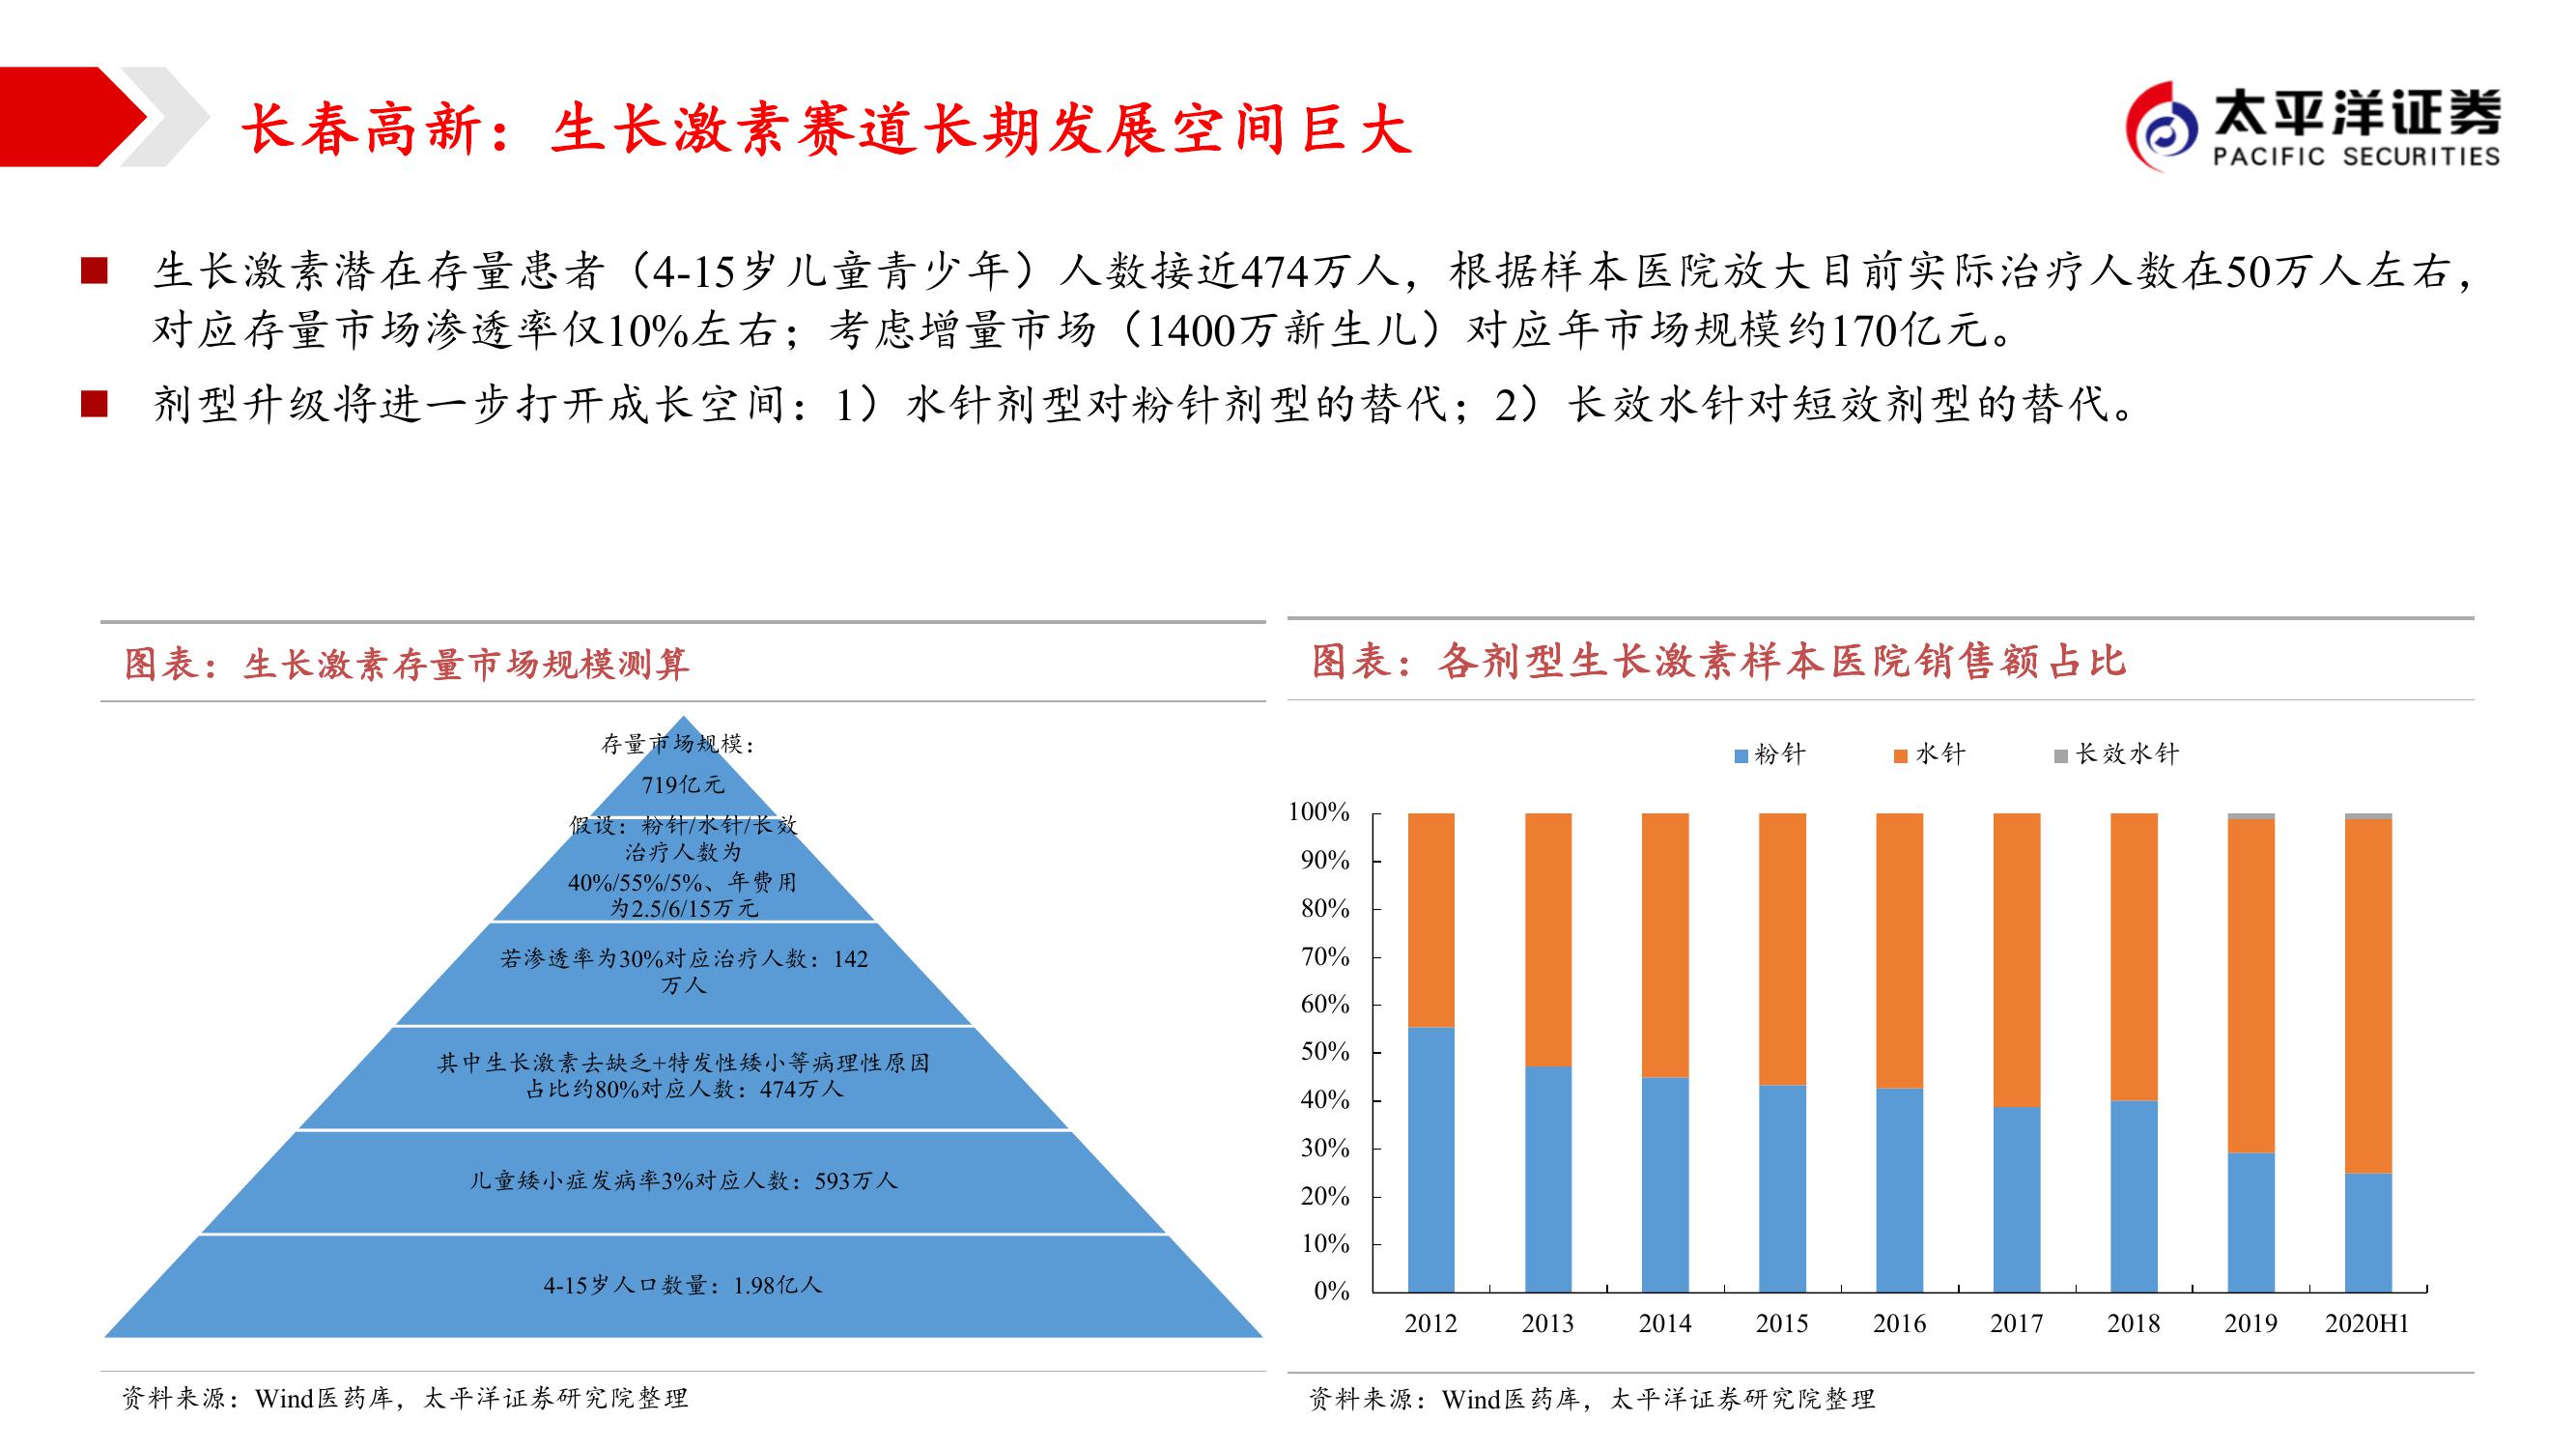 长春高新：生长激素赛道长期发展空间巨大
太平洋证券
PACIFIC SECURITIES
生长激素潜在存量患者（4-15岁儿童青少年）人数接近474万人，根据样本医院放大目前实际治疗人数在50万人左右，
对应存量市场渗透率仅10%左右；考虑增量市场（1400万新生儿）对应年市场规模约170亿元。
剂型升级将进一步打开成长空间：1）水针剂型对粉针剂型的替代；2）长效水针对短效剂型的替代。
图表：生长激素存量市场规模测算
存量市场规模：
719亿元
假设：粉针/水针/长效
治疗人数为
40%/55%/5%、年费用
为2.5/6/15万元
若渗透率为30%对应治疗人数：142
万人
其中生长激素去缺乏+特发性矮小等病理性原因
占比约80%对应人数：474万人
儿童矮小症发病率3%对应人数：593万人
4-15岁人口数量：1.98亿人
资料来源：Wind医药库，太平洋证券研究院整理
图表：各剂型生长激素样本医院销售额占比
粉针 水针 长效水针
100%
90%
80%
70%
60%
50%
40%
30%
20%
10%
0%
2012 2013 2014 2015 2016 2017 2018 2019 2020H1
资料来源：Wind医药库，太平洋证券研究院整理